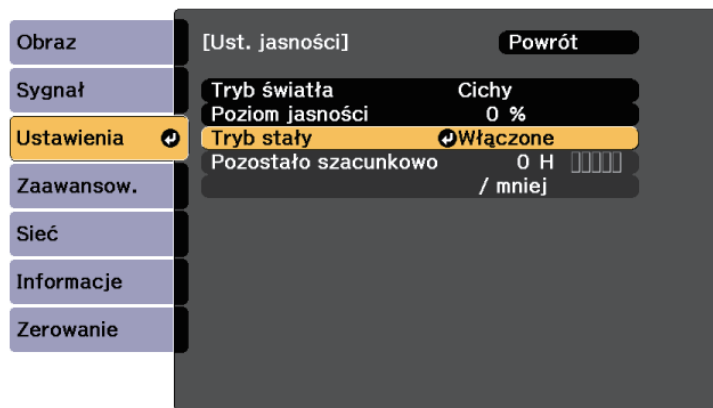 Obraz
Sygnał
Ustawienia
Zaawansow.
Sieć
Informacje
Zerowanie
[Ust. jasności] Powrót
Tryb światła Cichy
Poziom jasności 0 %
Tryb stały Włączone
Pozostało szacunkowo 0 H
/ mniej